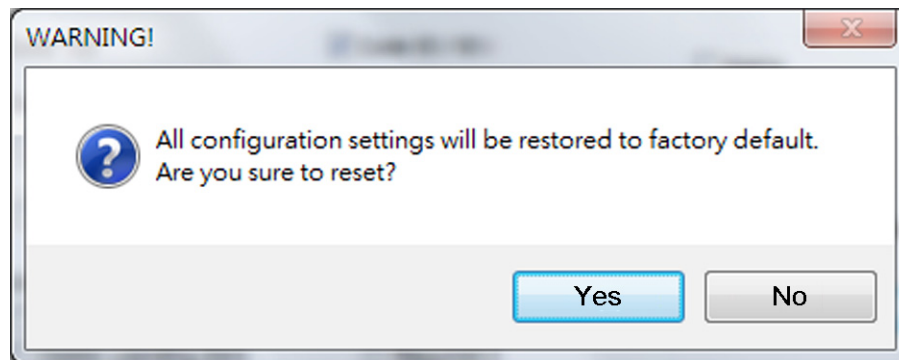 WARNING!
All configuration settings will be restored to factory default.
Are you sure to reset?
Yes
No